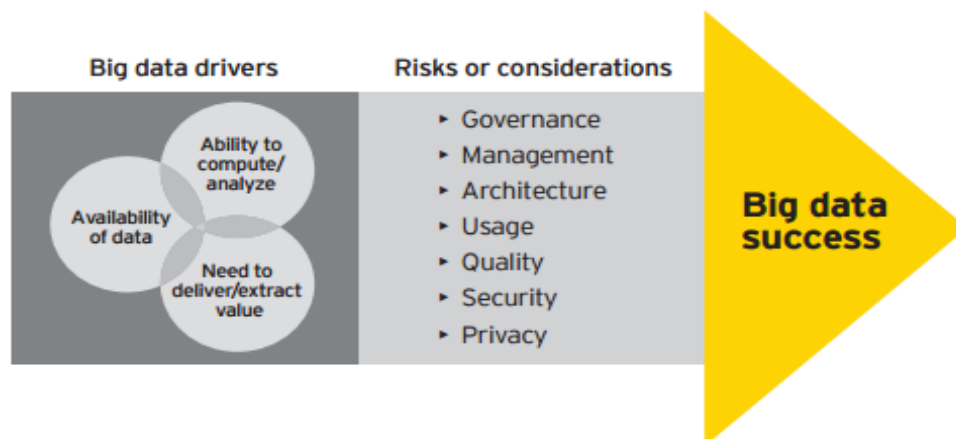 Big data drivers
Ability to
compute/
analyze
Availability
of data
Need to
deliver/extract
value
Risks or considerations
▸ Governance
▸ Management
▸ Architecture
▸ Usage
▸ Quality
▸ Security
▸ Privacy
Big data
success